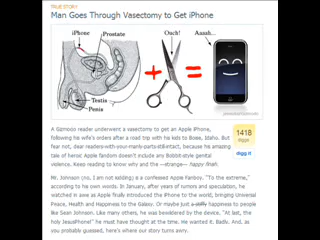 TRUE STORY
Man Goes Through Vasectomy to Get iPhone
iPhone
Prostate
Ouch!
Aaaah...
Testis
Penis
A Gizmodo reader underwent a vasectomy to get an Apple iPhone,
following his wife's orders after a road trip with his kids to Boise, Idaho. But
fear not, dear readers-with-your-manly-parts-still-intact, because his amazing
tale of heroic Apple fandom doesn't include any Bobbit-style genital
violence. Keep reading to know why and the —strange— happy finish.
1418
diggs
digg it
Mr. Johnson (no, I am not kidding) is a confessed Apple Fanboy. "To the extreme,"
according to his own words. In January, after years of rumors and speculation, he
watched in awe as Apple finally introduced the iPhone to the world, bringing Universal
Peace, Health and Happiness to the Galaxy. Or maybe just a happiness to people
like Sean Johnson. Like many others, he was bewildered by the device. "At last, the
holy JesusPhone!" he must have thought at the time. He wanted it. Badly. And, as
you probably guessed, here's where our story turns awry.